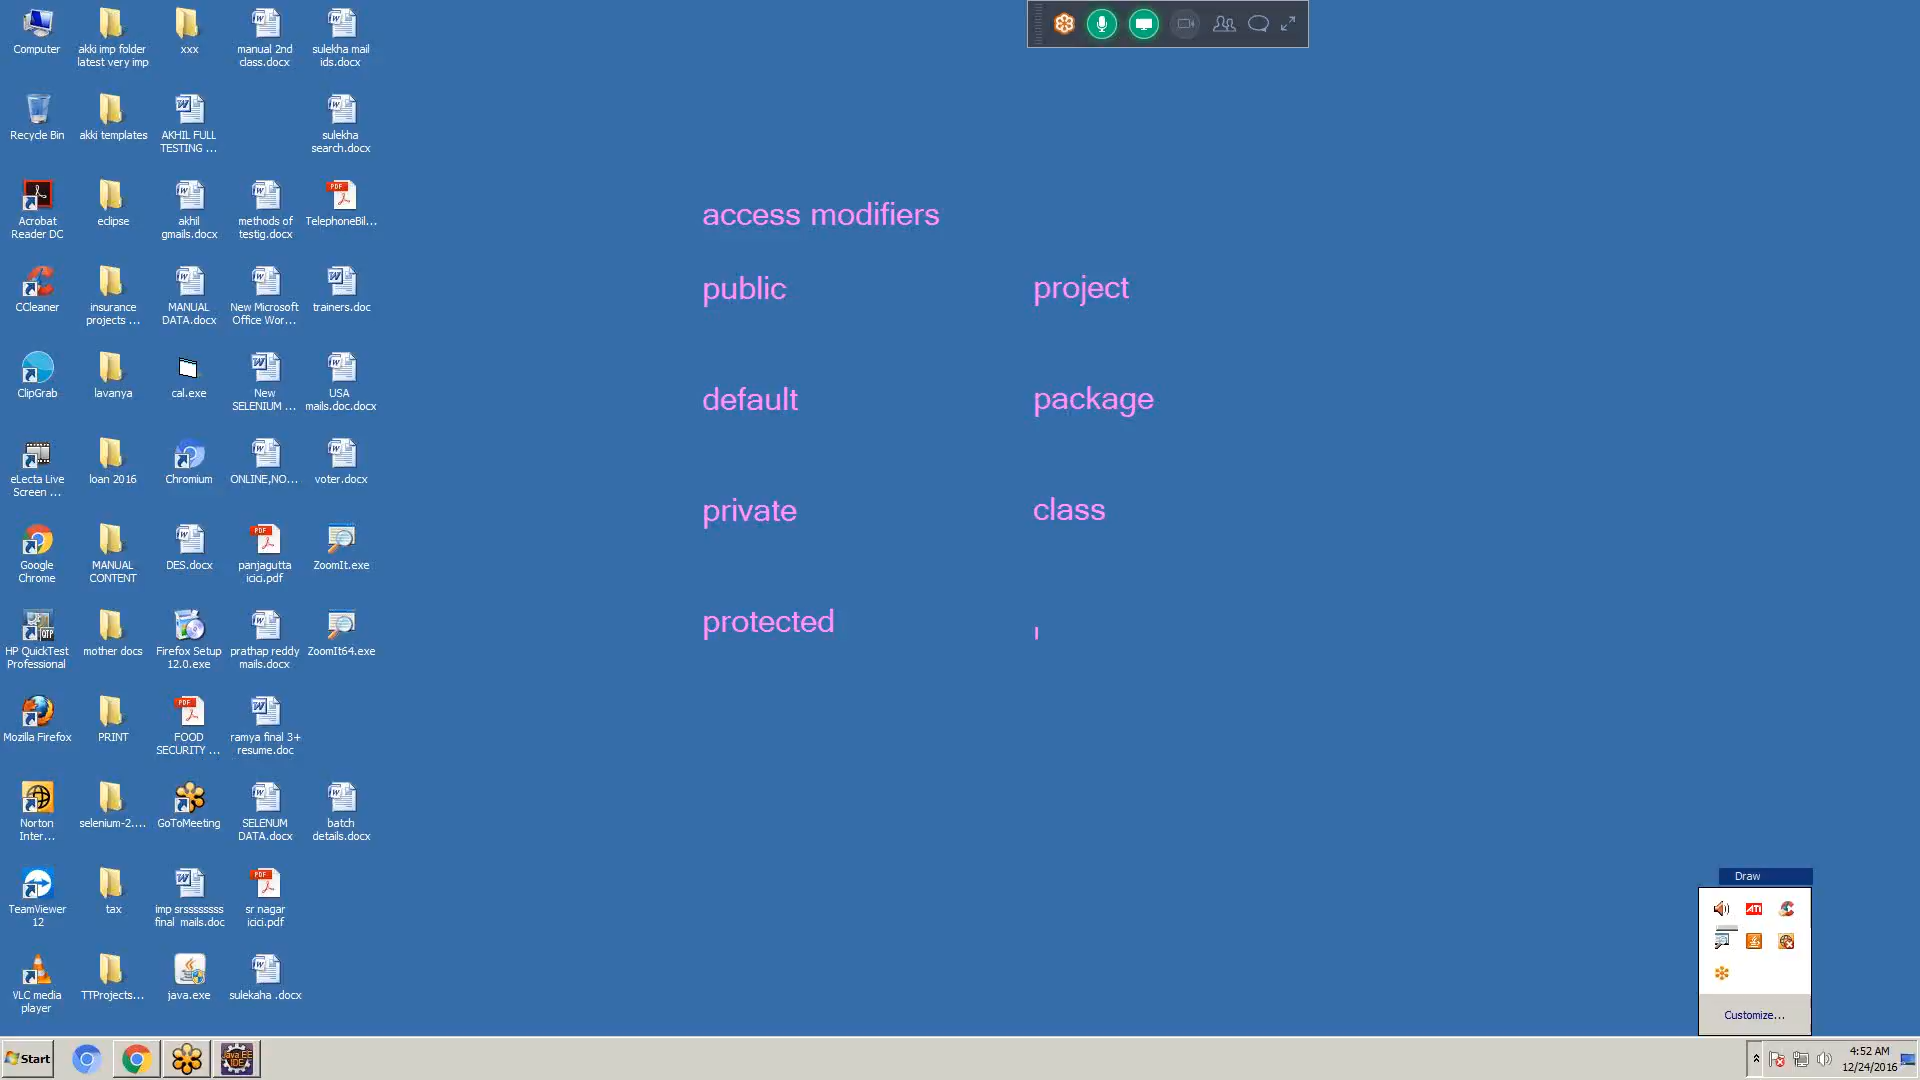 Computer
akki imp folder
latest very imp
xxx
manual 2nd
class.docx
sulekha mail
ids.docx
Recycle Bin
akki templates
AKHIL FULL
TESTING ...
sulekha
search.docx
Acrobat
Reader DC
eclipse
akhil
gmails.docx
methods of
testig.docx
TelephoneBil...
CCleaner
insurance
projects ...
MANUAL
DATA.docx
New Microsoft
Office Wor...
trainers.doc
ClipGrab
lavanya
cal.exe
New
SELENIUM ...
USA
mails.doc.docx
eLecta Live
Screen ...
loan 2016
Chromium
ONLINE,NO...
voter.docx
Google
Chrome
MANUAL
CONTENT
DES.docx
panjagutta
icici.pdf
ZoomIt.exe
HP QuickTest
Professional
mother docs
Firefox Setup
12.0.exe
prathap reddy
mails.docx
ZoomIt64.exe
Mozilla Firefox
PRINT
FOOD
SECURITY ...
ramya final 3+
resume.doc
Norton
Inter...
selenium-2....
GoToMeeting
SELENUM
DATA.docx
batch
details.docx
TeamViewer
12
tax
imp srssssssss
final mails.doc
sr nagar
icici.pdf
VLC media
player
TTProjects...
java.exe
sulekaha .docx
access modifiers
public project
default package
private class
protected
Draw
ATI
Customize...
Start
Java EE
IDE
4:52 AM
12/24/2016